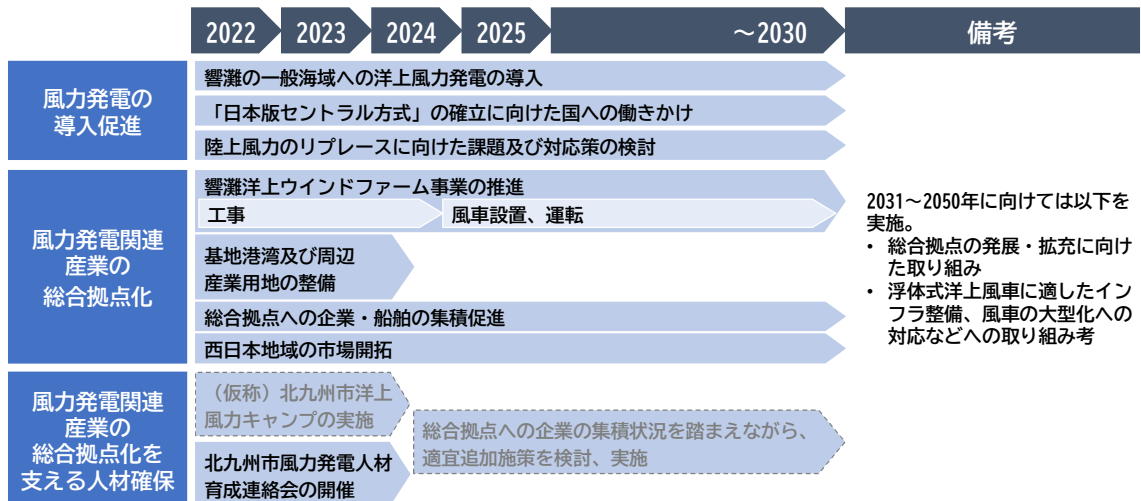 2022
2023
2024
2025
～2030
備考
風力発電の
導入促進
響灘の一般海域への洋上風力発電の導入
「日本版セントラル方式」の確立に向けた国への働きかけ
陸上風力のリプレースに向けた課題及び対応策の検討
風力発電関連
産業の
総合拠点化
響灘洋上ウインドファーム事業の推進
工事
風車設置、運転
基地港湾及び周辺
産業用地の整備
総合拠点への企業・船舶の集積促進
西日本地域の市場開拓
風力発電関連
産業の
総合拠点化を
支える人材確保
（仮称）北九州市洋上
風力キャンプの実施
北九州市風力発電人材
育成連絡会の開催
総合拠点への企業の集積状況を踏まえながら、
適宜追加施策を検討、実施
2031～2050年に向けては以下を
実施。
• 総合拠点の発展・拡充に向け
た取り組み
• 浮体式洋上風車に適したイン
フラ整備、風車の大型化への
対応などへの取り組み考